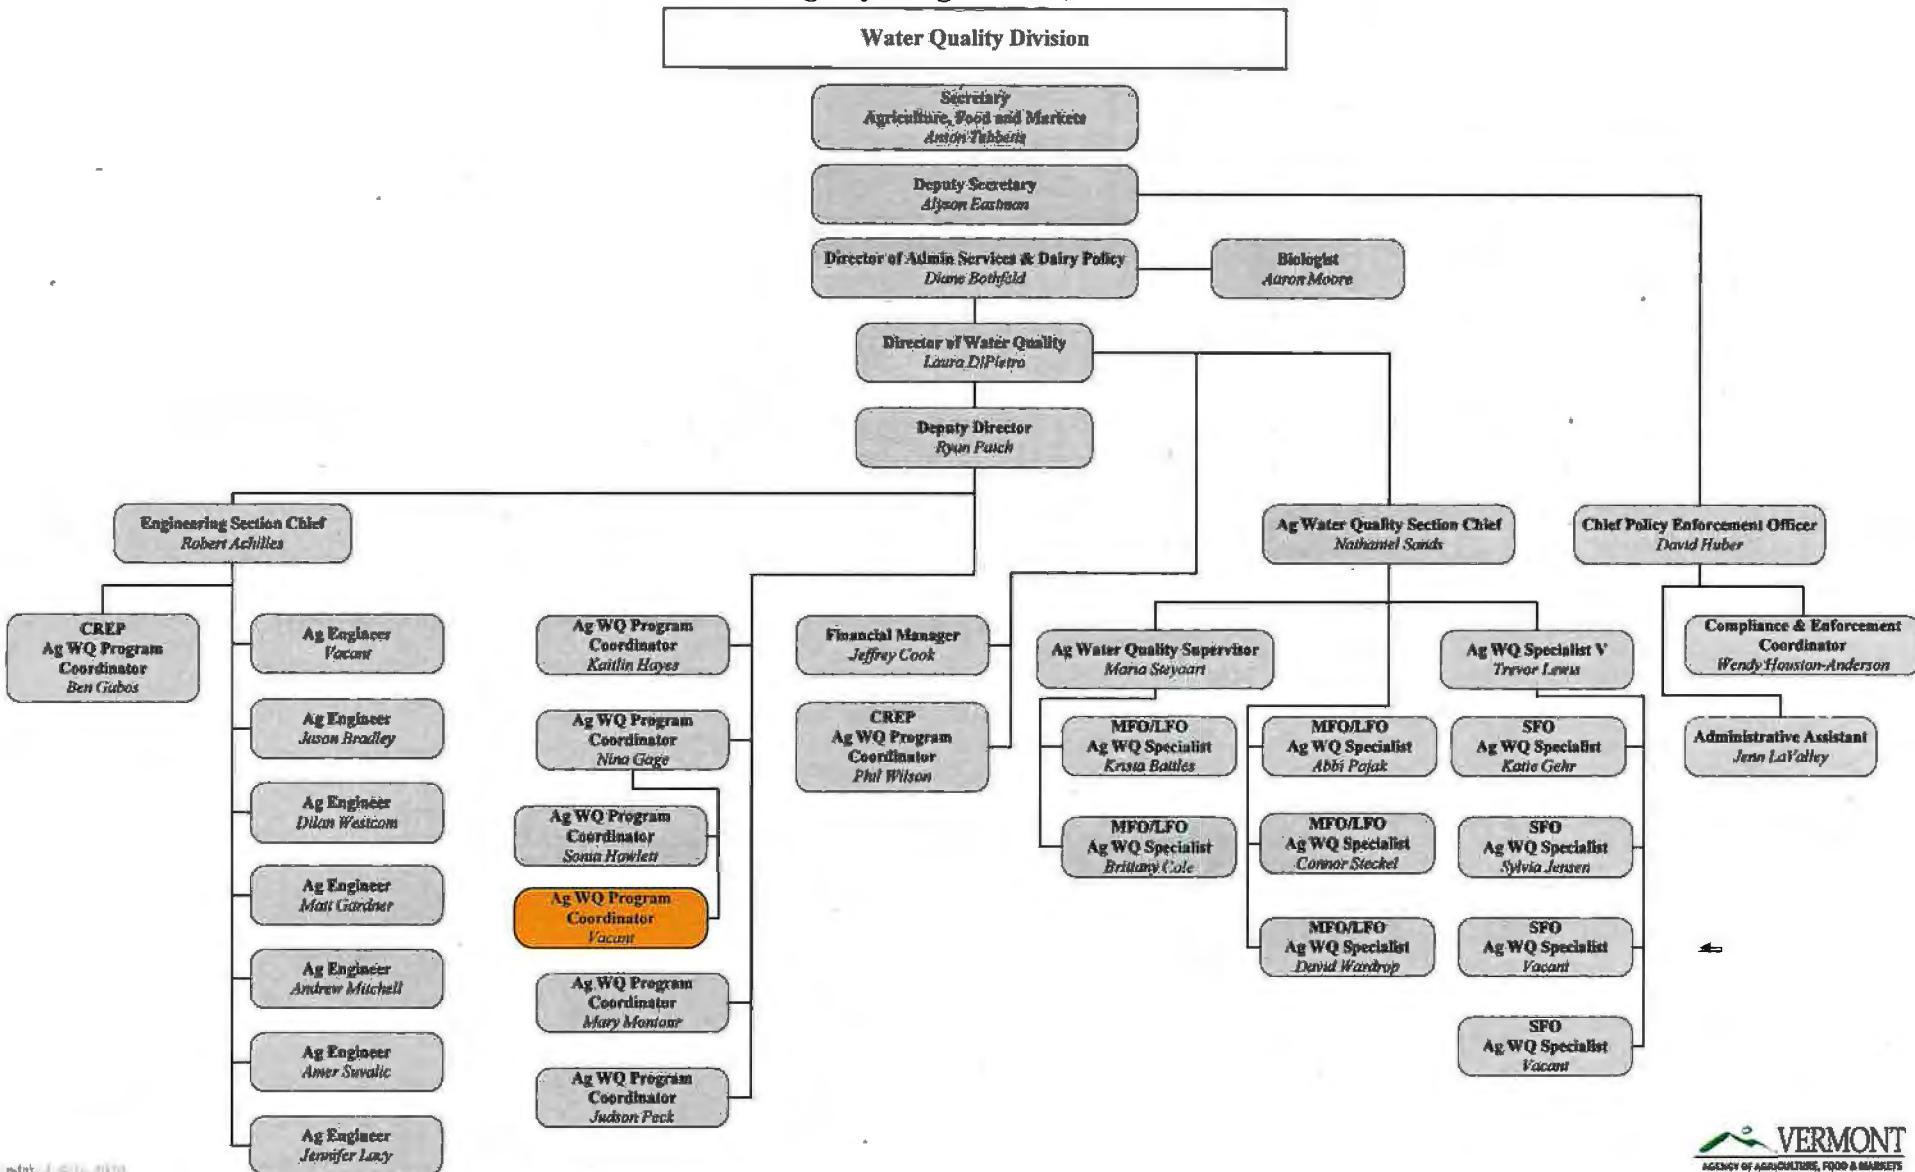 Water Quality Division
Secretary
Agriculture, Food and Markets
Anson Tebbetts
Deputy Secretary
Alyson Eastman
Director of Admin Services & Dairy Policy
Diane Bothfeld
Biologist
Aaron Moore
Director of Water Quality
Laura DiPietro
Deputy Director
Ryan Patch
Engineering Section Chief
Robert Achilles
Ag Water Quality Section Chief
Nathaniel Sands
Chief Policy Enforcement Officer
David Huber
CREP
Ag WQ Program
Coordinator
Ben Gabos
Ag Engineer
Vacant
Ag Engineer
Jason Bradley
Ag Engineer
Dilan Westcom
Ag Engineer
Matt Gardner
Ag Engineer
Andrew Mitchell
Ag Engineer
Amer Suvalic
Ag Engineer
Jennifer Lacy
Ag WQ Program
Coordinator
Kaitlin Hayes
Ag WQ Program
Coordinator
Nina Gage
Ag WQ Program
Coordinator
Sonia Howlett
Ag WQ Program
Coordinator
Vacant
Ag WQ Program
Coordinator
Mary Montour
Ag WQ Program
Coordinator
Judson Peck
Financial Manager
Jeffrey Cook
CREP
Ag WQ Program
Coordinator
Phil Wilson
Ag Water Quality Supervisor
Maria Steyaart
MFO/LFO
Ag WQ Specialist
Krista Battles
MFO/LFO
Ag WQ Specialist
Brittany Cole
MFO/LFO
Ag WQ Specialist
Abbi Pajak
MFO/LFO
Ag WQ Specialist
Connor Steckel
MFO/LFO
Ag WQ Specialist
David Wardrop
Ag WQ Specialist V
Trevor Lewis
SFO
Ag WQ Specialist
Katie Gehr
SFO
Ag WQ Specialist
Sylvia Jensen
SFO
Ag WQ Specialist
Vacant
SFO
Ag WQ Specialist
Vacant
Compliance & Enforcement
Coordinator
Wendy Houston-Anderson
Administrative Assistant
Jenn LaValley
VERMONT
AGENCY OF AGRICULTURE, FOOD & MARKETS